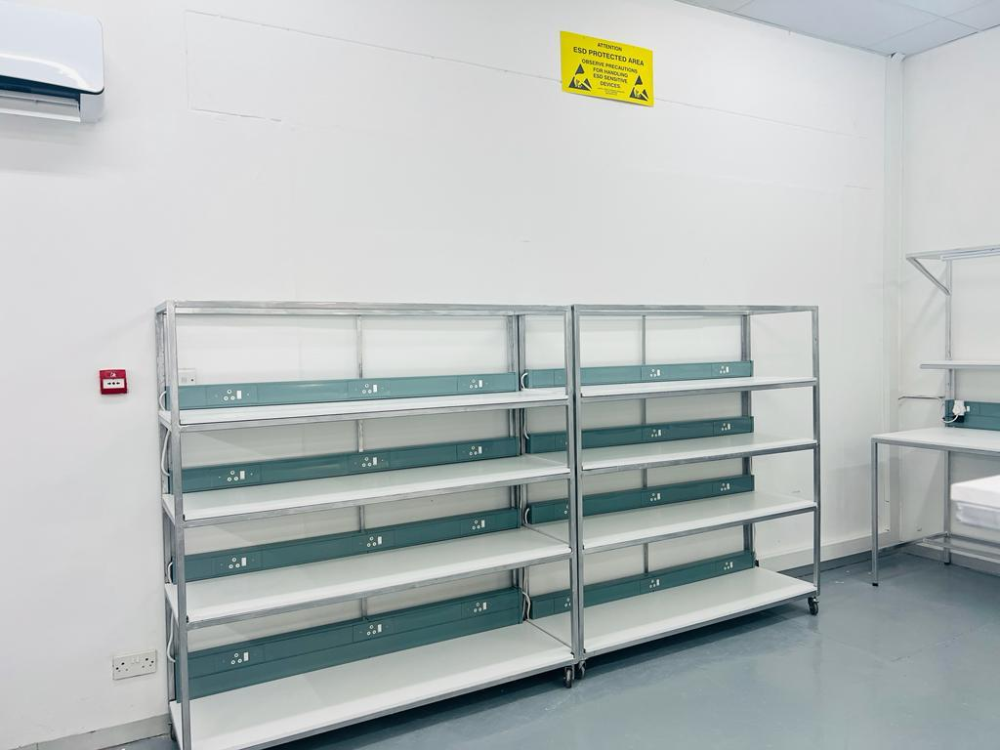 ATTENTION
ESD PROTECTED AREA
OBSERVE PRECAUTIONS
FOR HANDLING
ESD SENSITIVE
DEVICES